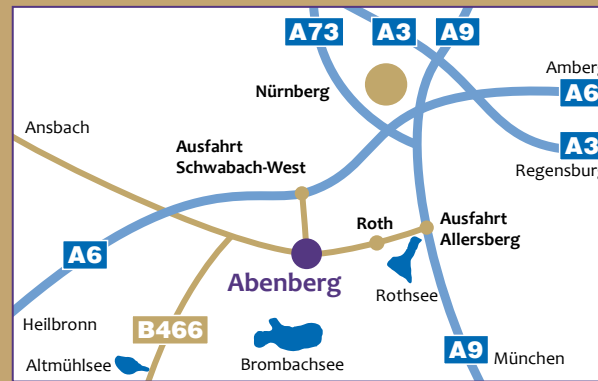 A73
A3
A9
Amberg
A6
Nürnberg
Ansbach
Ausfahrt
Schwabach-West
A3
Regensburg
Roth
Ausfahrt
Allersberg
A6
Abenberg
Rothsee
Heilbronn
B466
Altmühlsee
Brombachsee
A9
München